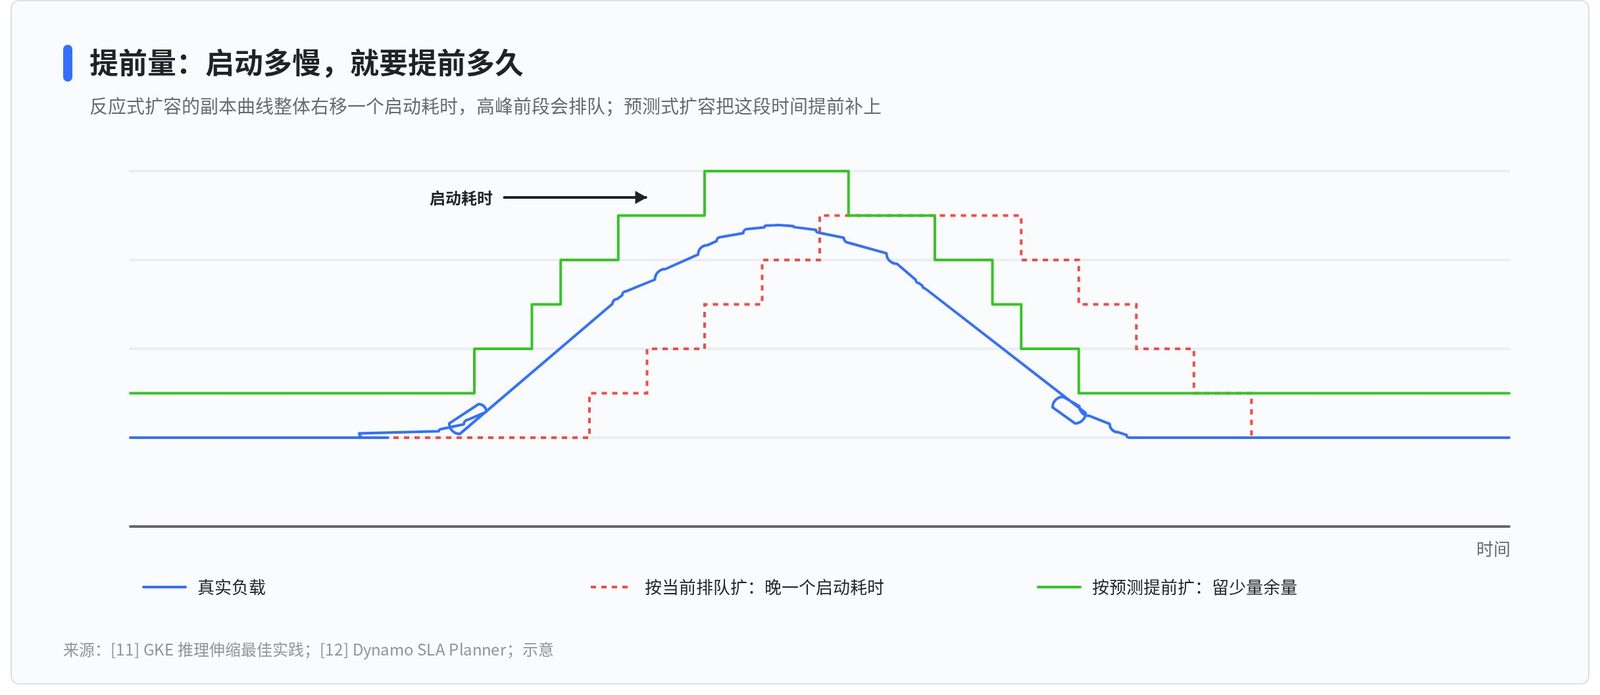 提前量：启动多慢，就要提前多久
反应式扩容的副本曲线整体右移一个启动耗时，高峰前段会排队；预测式扩容把这段时间提前补上
启动耗时
时间
真实负载
按当前排队扩：晚一个启动耗时
按预测提前扩：留少量余量
来源：[11] GKE 推理伸缩最佳实践；[12] Dynamo SLA Planner；示意